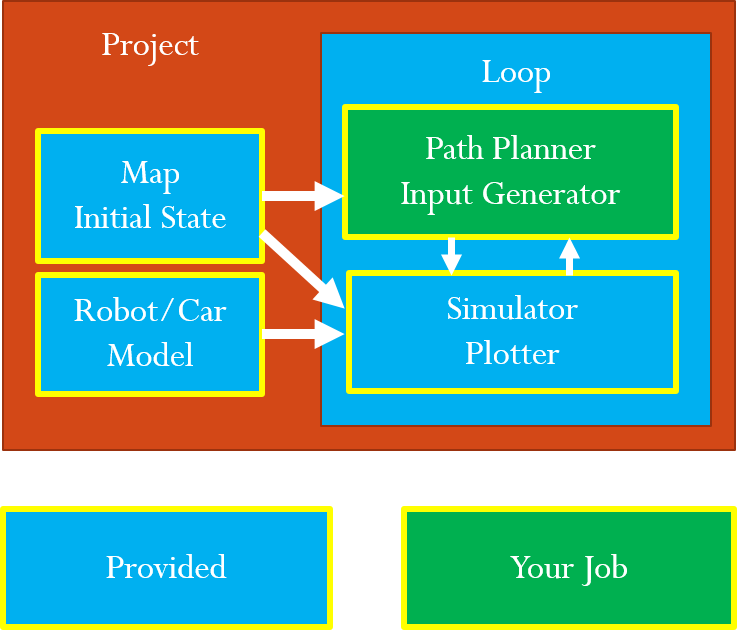 Project
Loop
Map
Initial State
Path Planner
Input Generator
Robot/Car
Model
Simulator
Plotter
Provided
Your Job